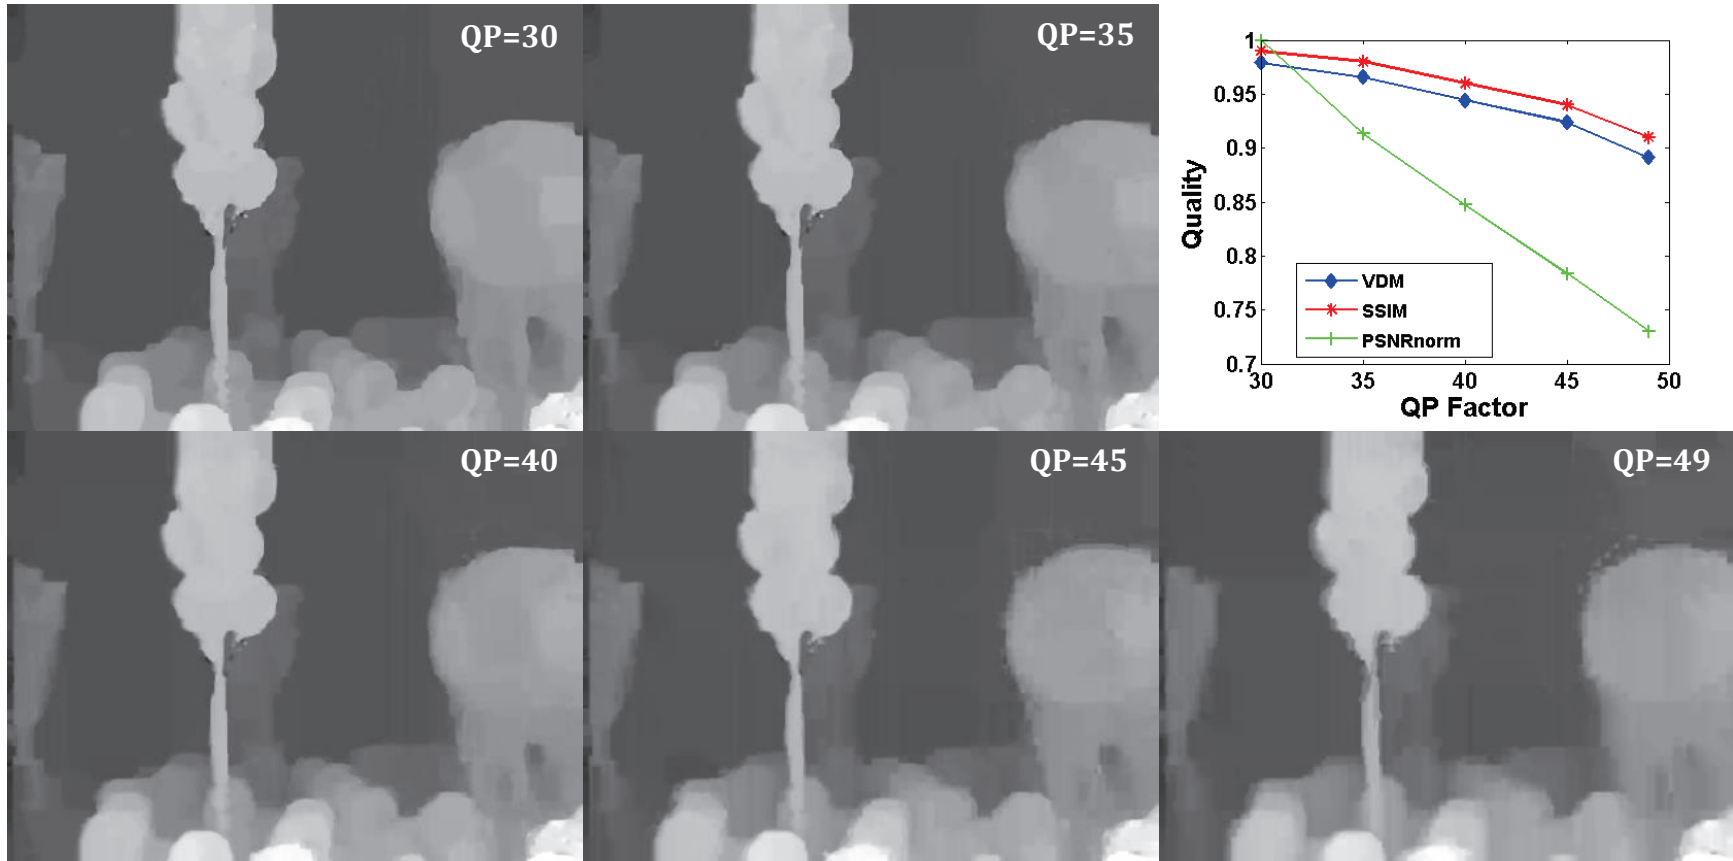 QP=30
QP=35
1
0.95
0.9
0.85
0.8
0.75
0.7
Quality
VDM
SSIM
PSNRnorm
30 35 40 45 50
QP Factor
QP=40
QP=45
QP=49